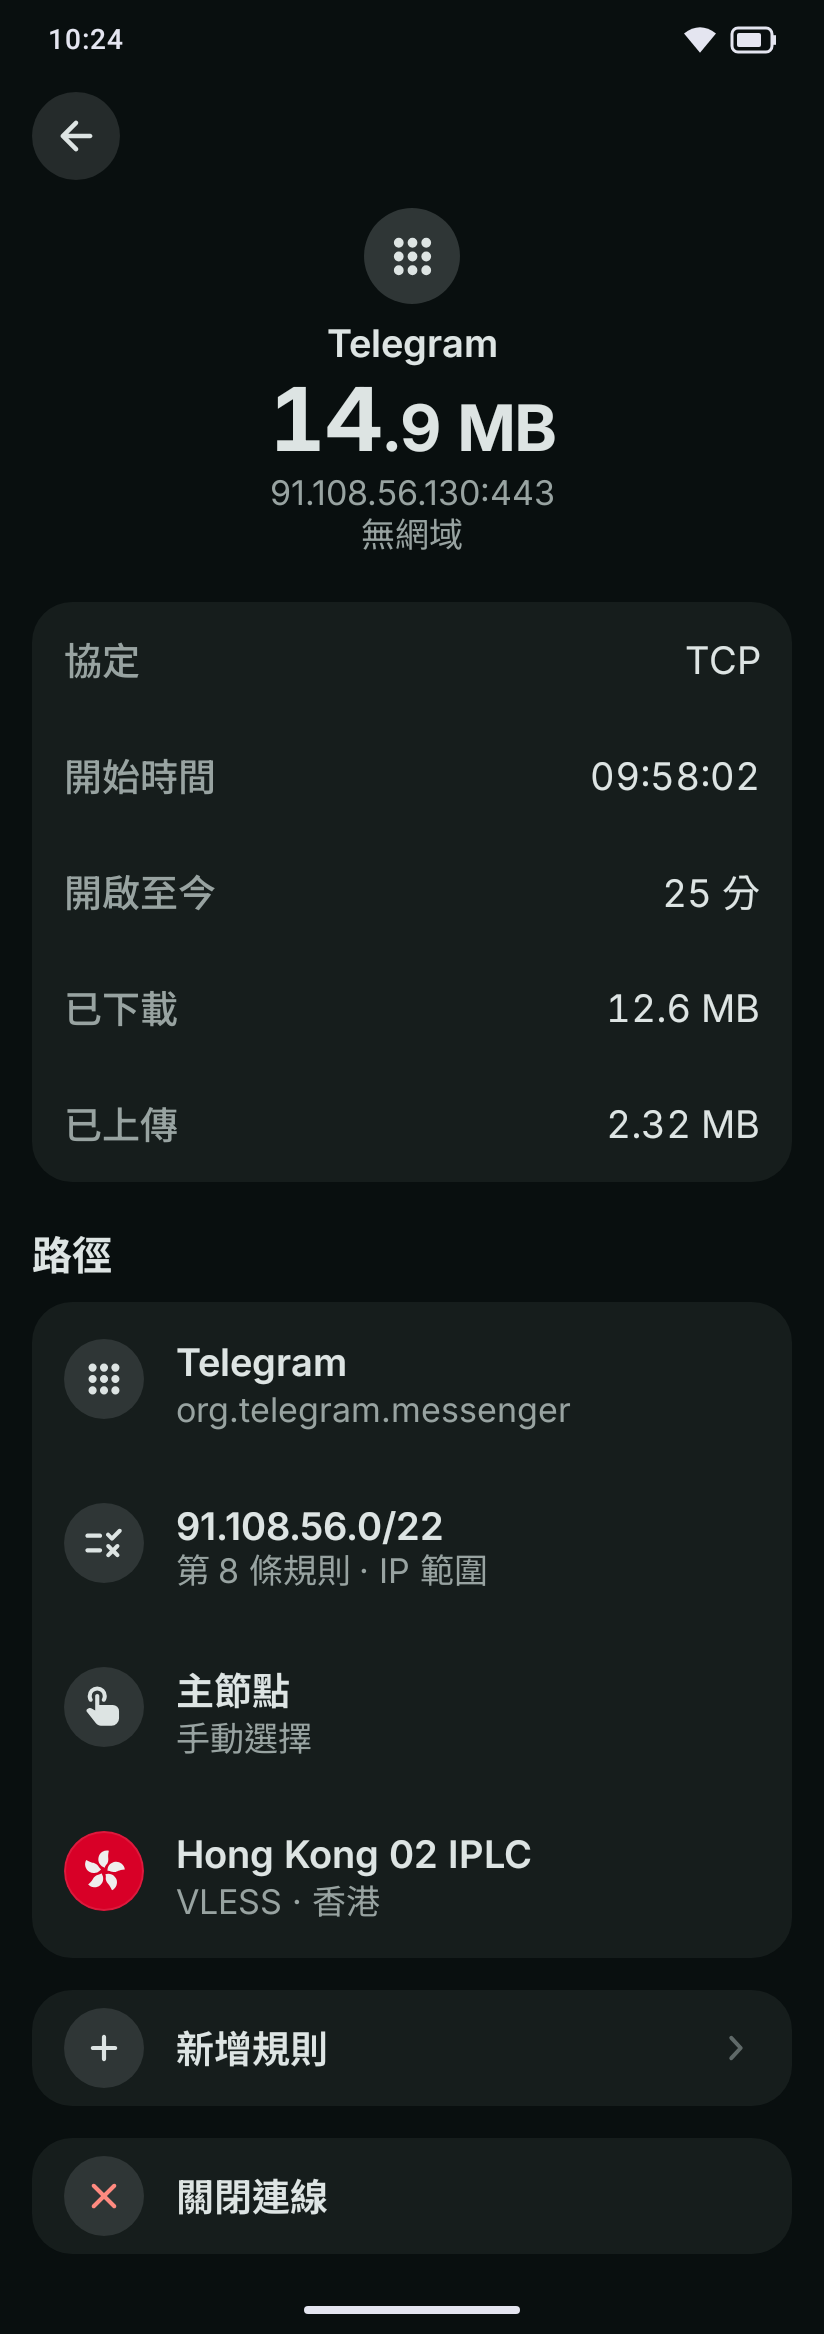 10:24
Telegram
14.9 MB
91.108.56.130:443
無網域
協定
TCP
開始時間
09:58:02
開啟至今
25 分
已下載
12.6 MB
已上傳
2.32 MB
路徑
Telegram
org.telegram.messenger
91.108.56.0/22
第 8 條規則 · IP 範圍
主節點
手動選擇
Hong Kong 02 IPLC
VLESS · 香港
新增規則
關閉連線